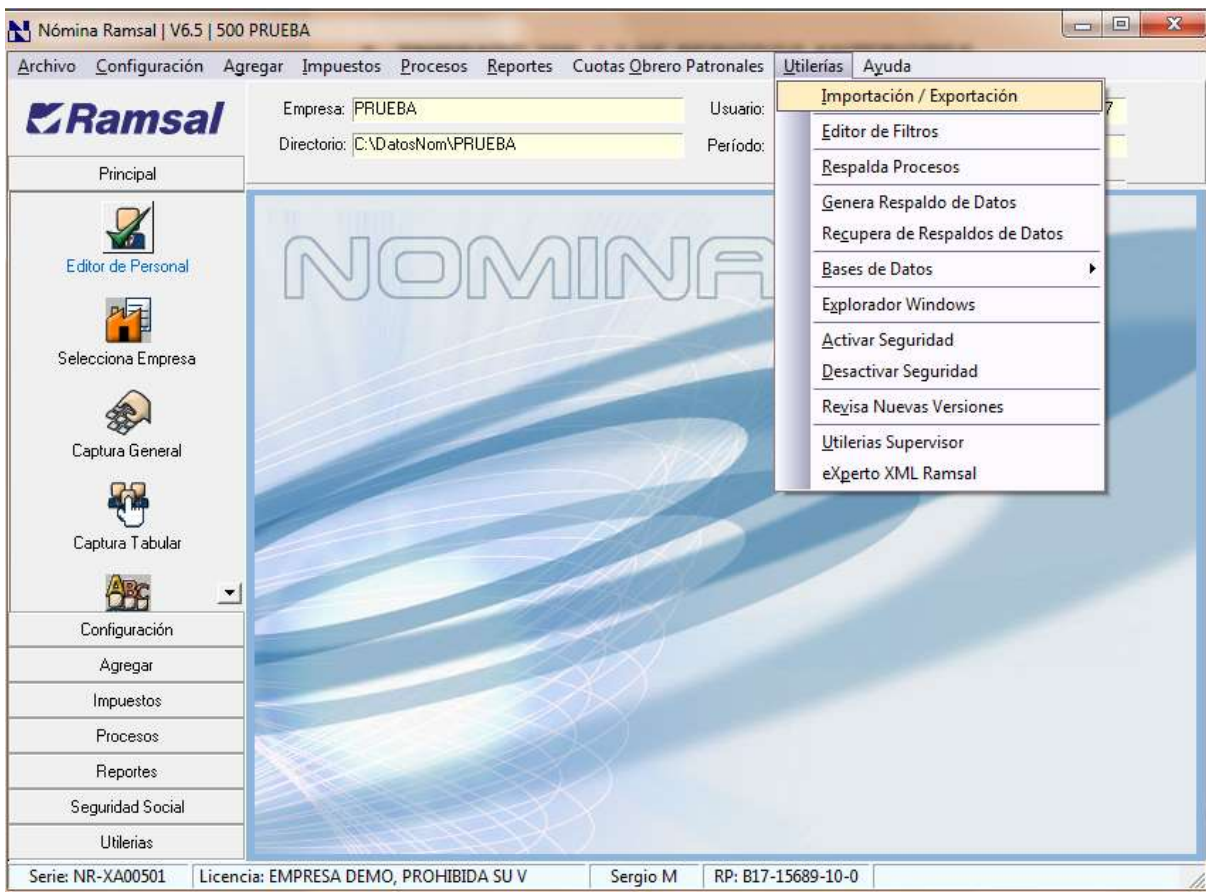 Nómina Ramsal | V6.5 | 500 PRUEBA
Archivo Configuración Agregar Impuestos Procesos Reportes Cuotas Obrero Patronales Utilerías Ayuda
Ramsal
Empresa: PRUEBA
Usuario:
7
Directorio: C:\DatosNom\PRUEBA
Período:
Importación / Exportación
Editor de Filtros
Respalda Procesos
Genera Respaldo de Datos
Recupera de Respaldos de Datos
Bases de Datos
Explorador Windows
Activar Seguridad
Desactivar Seguridad
Revisa Nuevas Versiones
Utilerias Supervisor
eXperto XML Ramsal
Principal
Editor de Personal
Selecciona Empresa
Captura General
Captura Tabular
ABC
Configuración
Agregar
Impuestos
Procesos
Reportes
Seguridad Social
Utilerias
NOMINA
Serie: NR-XA00501 Licencia: EMPRESA DEMO, PROHIBIDA SU V Sergio M RP: B17-15689-10-0